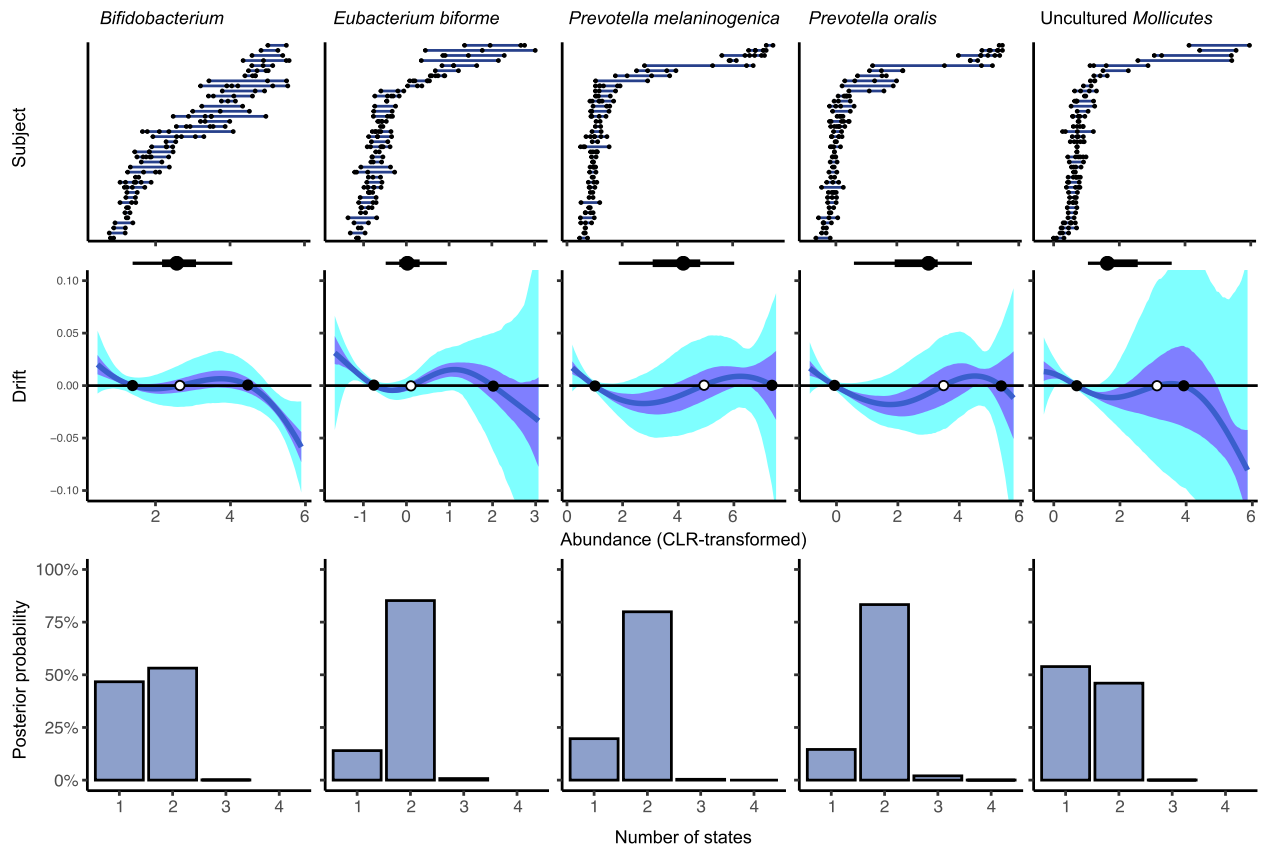 Bifidobacterium Eubacterium biforme Prevotella melaninogenica Prevotella oralis Uncultured Mollicutes
Subject
Drift
0.10
0.05
0.00
−0.05
−0.10
2 4 6 -1 0 1 2 3 0 2 4 6 0 2 4 6 0 2 4 6
Abundance (CLR-transformed)
Posterior probability
100%
75%
50%
25%
0%
1 2 3 4 1 2 3 4 1 2 3 4 1 2 3 4 1 2 3 4
Number of states